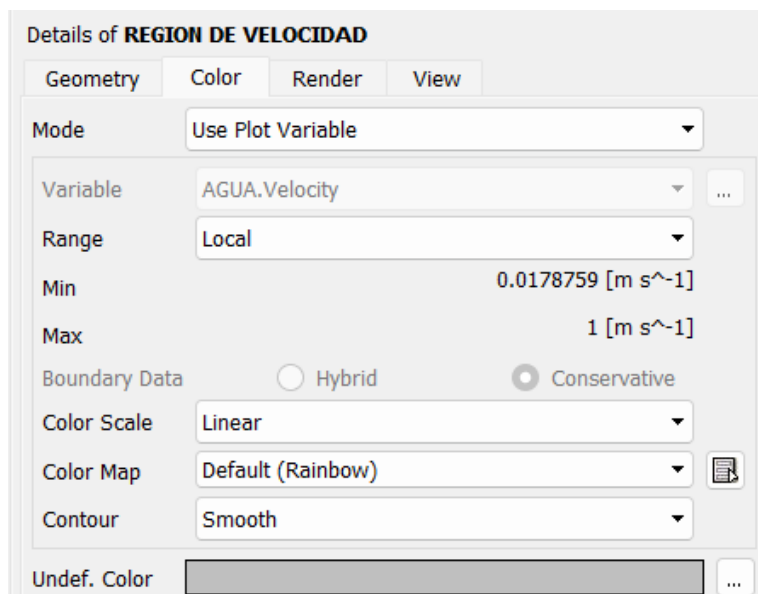 Details of REGION DE VELOCIDAD
Geometry Color Render View
Mode Use Plot Variable
Variable AGUA.Velocity ...
Range Local
Min 0.0178759 [m s^-1]
Max 1 [m s^-1]
Boundary Data Hybrid Conservative
Color Scale Linear
Color Map Default (Rainbow)
Contour Smooth
Undef. Color ...